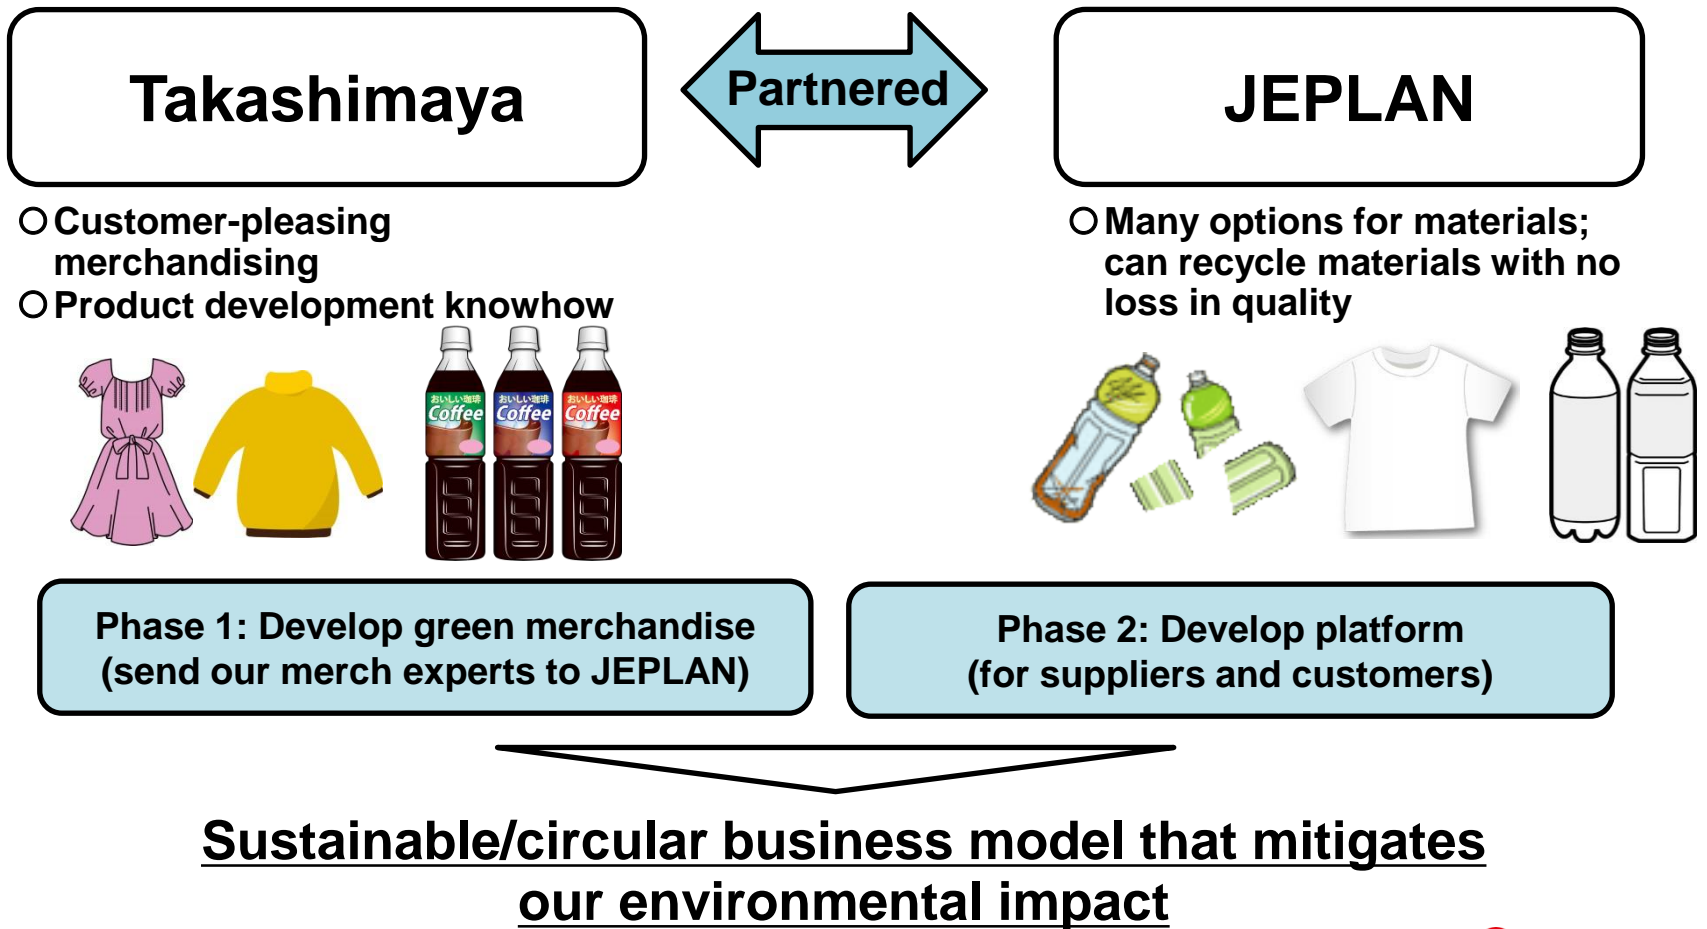 Takashimaya
Partnered
JEPLAN
○Customer-pleasing
merchandising
○Product development knowhow
○Many options for materials;
can recycle materials with no
loss in quality
おいしい珈琲
Coffee
おいしい珈琲
Coffee
おいしい珈琲
Coffee
Phase 1: Develop green merchandise
(send our merch experts to JEPLAN)
Phase 2: Develop platform
(for suppliers and customers)
Sustainable/circular business model that mitigates
our environmental impact